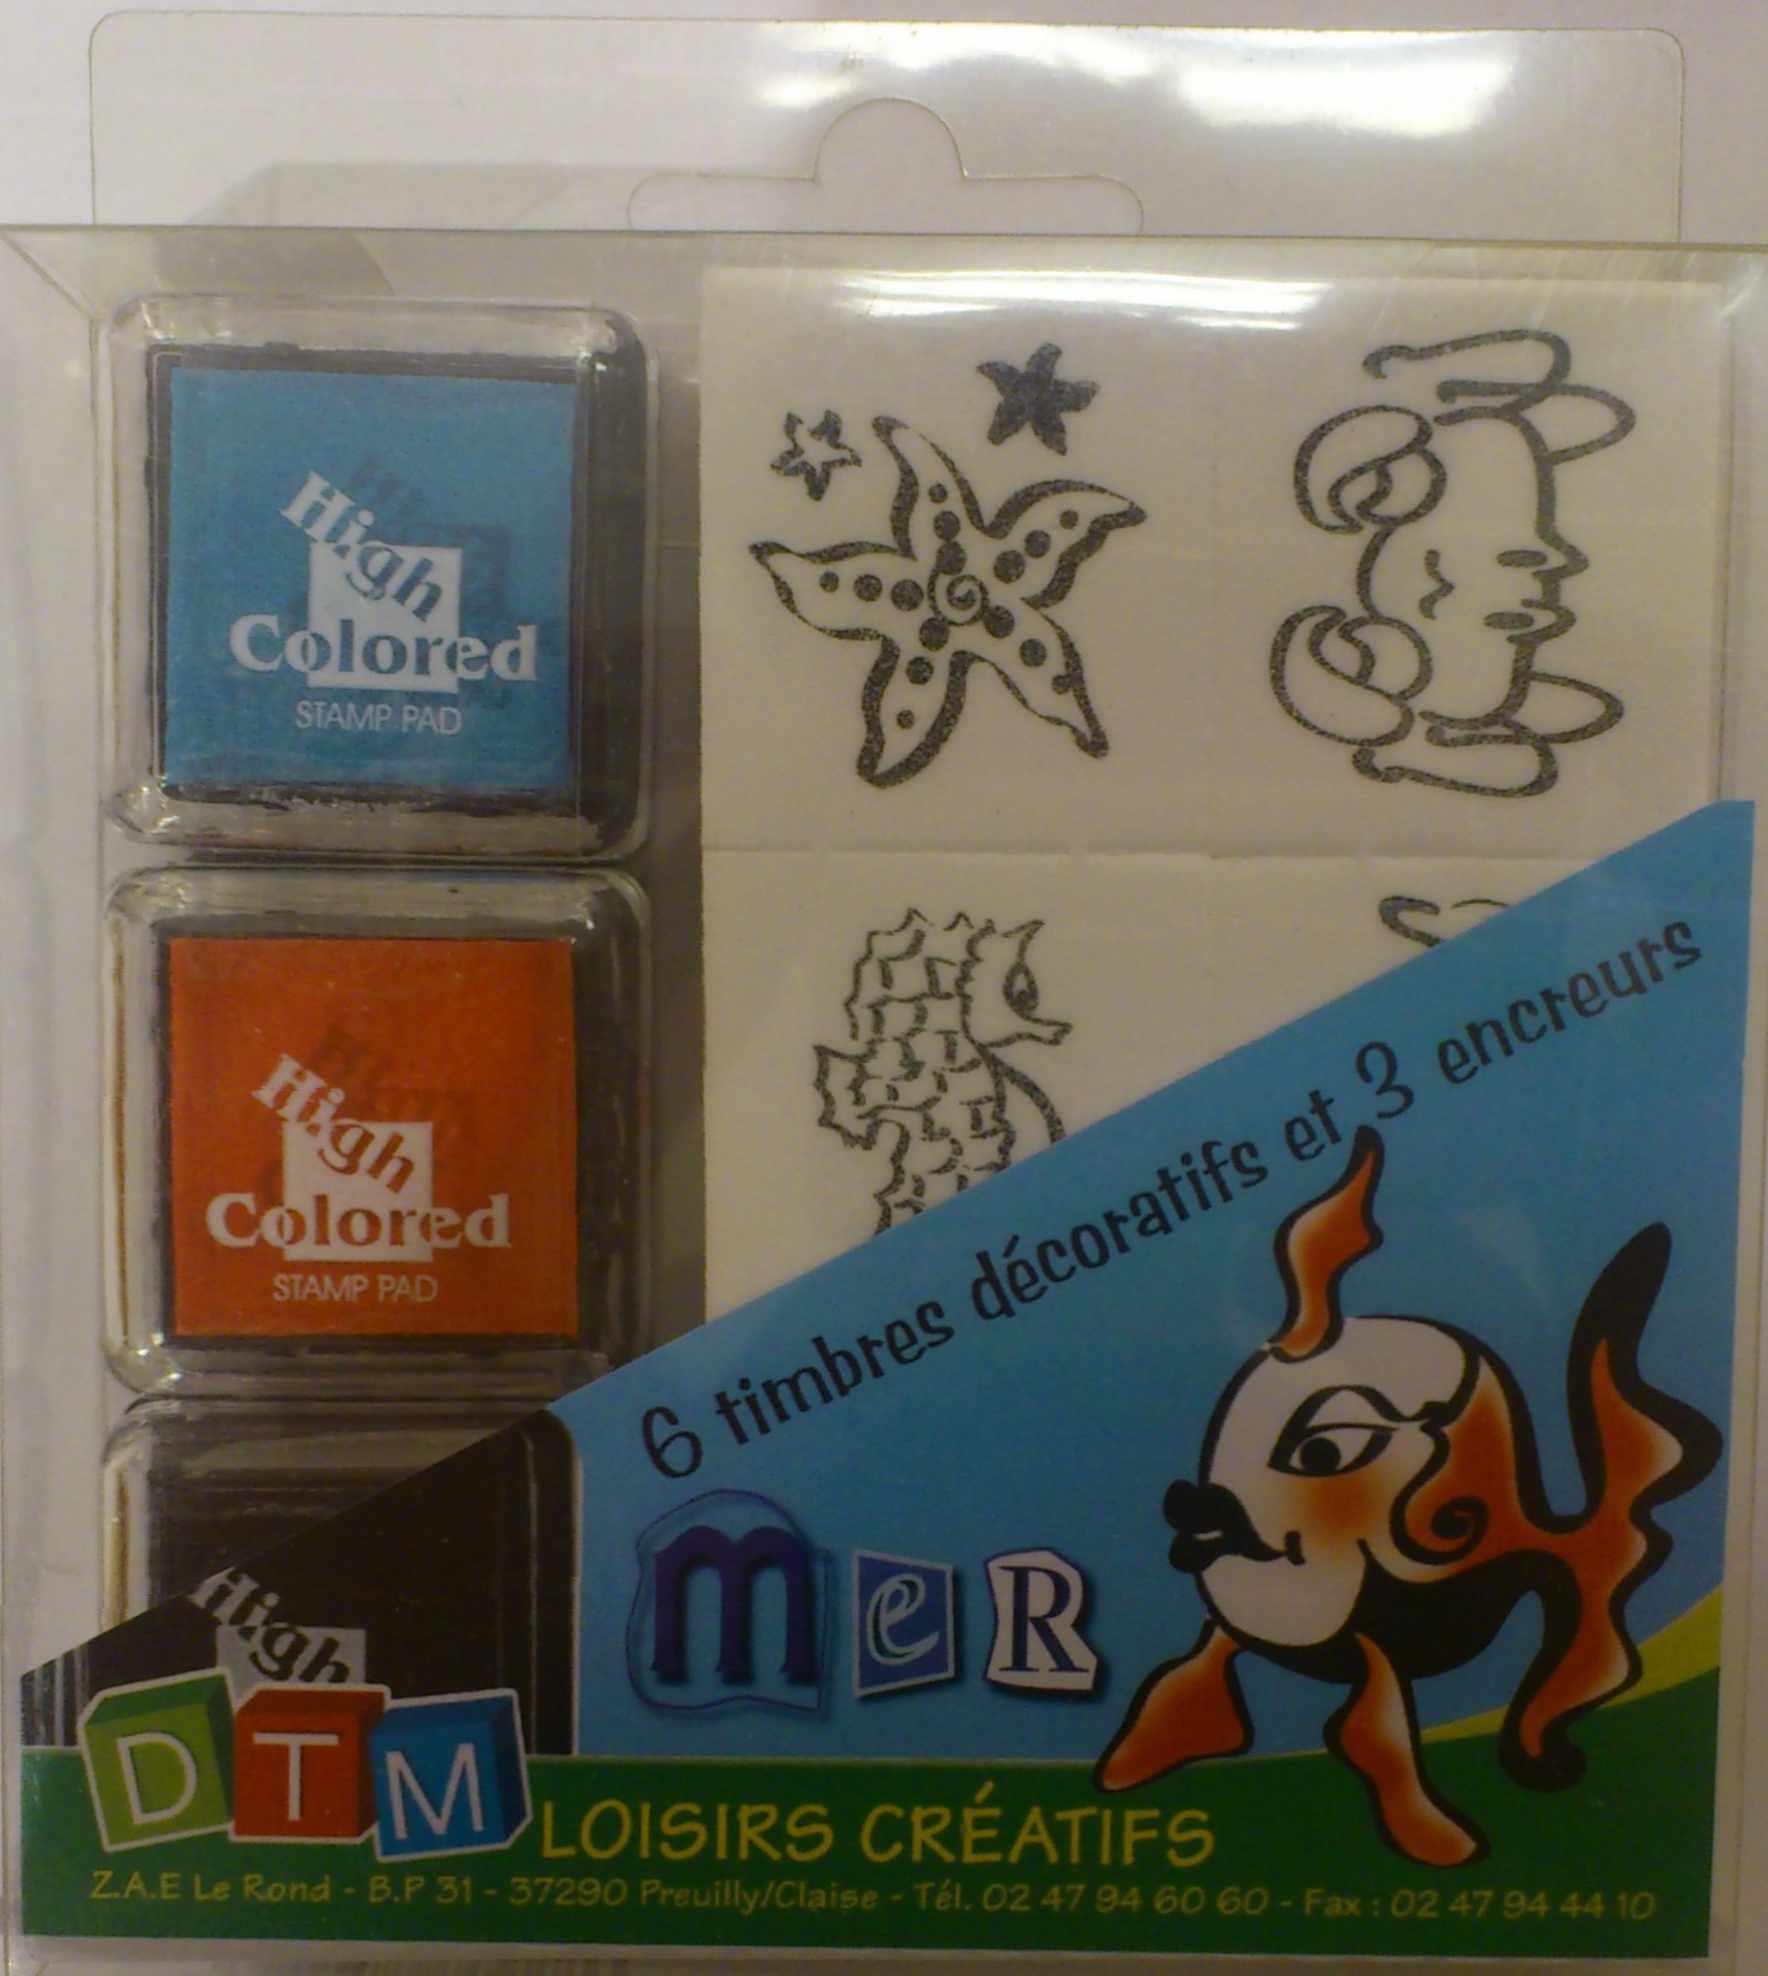 High
Colored
STAMP PAD
High
Colored
STAMP PAD
High
6 timbres décoratifs et 3 encreurs
meR
DTM
LOISIRS CRÉATIFS
Z.A.E Le Rond - B.P 31 - 37290 Preuilly/Claise - Tél. 02 47 94 60 60 - Fax : 02 47 94 44 10